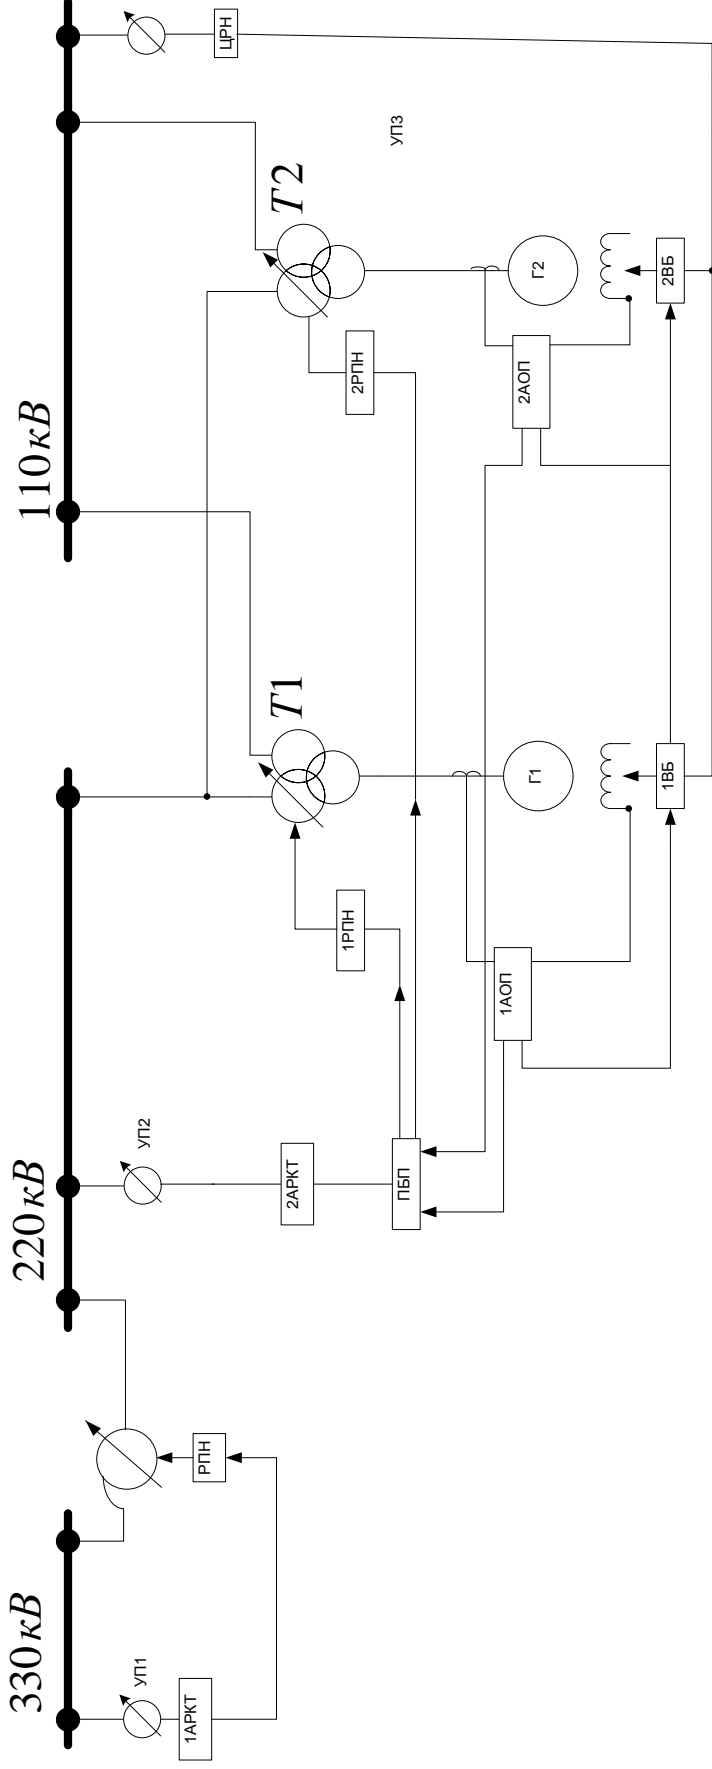 330кВ
220кВ
110кВ
УП1
1АРКТ
РПН
УП2
2АРКТ
ПБП
1РПН
1АОП
Т1
Г1
1ВБ
2РПН
2АОП
Т2
Г2
2ВБ
УП3
ЦРН